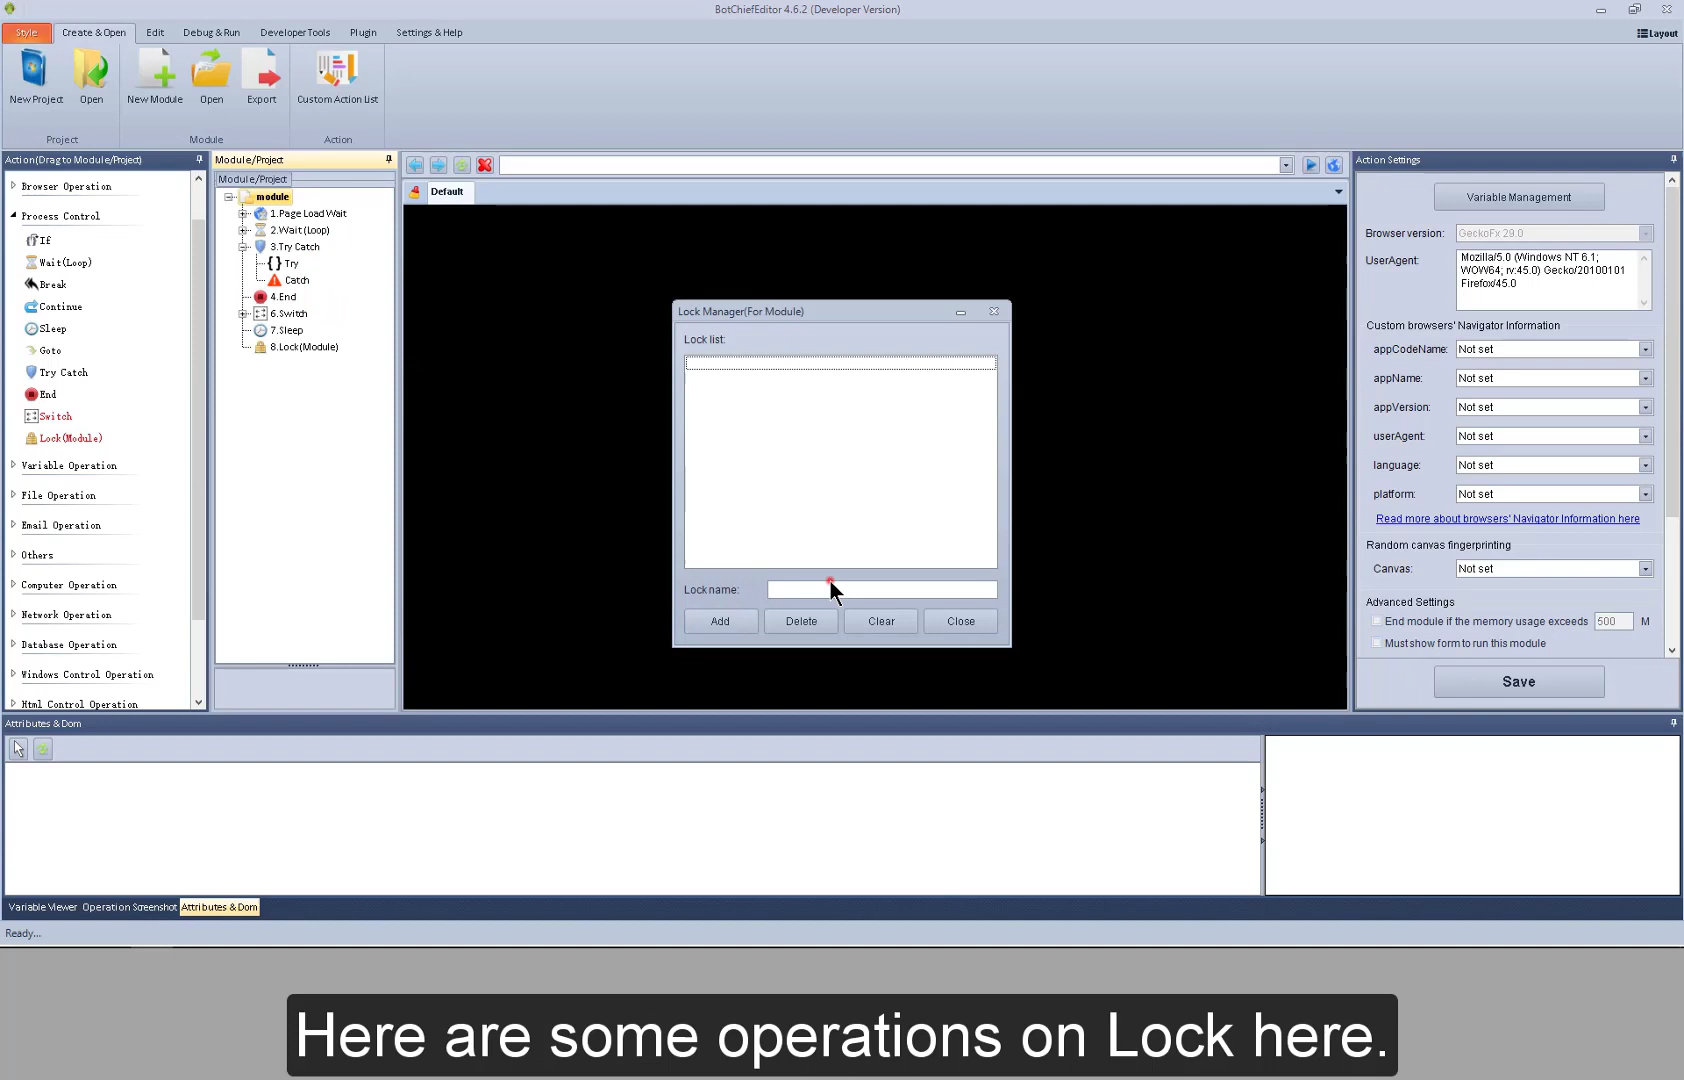 BotChiefEditor 4.6.2 (Developer Version)
Style
Create & Open
Edit
Debug & Run
Developer Tools
Plugin
Settings & Help
Layout
New Project
Open
New Module
Open
Export
Custom Action List
Project
Module
Action
Action(Drag to Module/Project)
Browser Operation
Process Control
If
Wait(Loop)
Break
Continue
Sleep
Goto
Try Catch
End
Switch
Lock(Module)
Variable Operation
File Operation
Email Operation
Others
Computer Operation
Network Operation
Database Operation
Windows Control Operation
Html Control Operation
Module/Project
Module/Project
module
1.Page Load Wait
2.Wait (Loop)
3.Try Catch
Try
Catch
4.End
6.Switch
7.Sleep
8.Lock(Module)
Default
Lock Manager(For Module)
Lock list:
Lock name:
Add
Delete
Clear
Close
Action Settings
Variable Management
Browser version:
GeckoFx 29.0
UserAgent:
Mozilla/5.0 (Windows NT 6.1;
WOW64; rv:45.0) Gecko/20100101
Firefox/45.0
Custom browsers' Navigator Information
appCodeName:
Not set
appName:
Not set
appVersion:
Not set
userAgent:
Not set
language:
Not set
platform:
Not set
Read more about browsers' Navigator Information here
Random canvas fingerprinting
Canvas:
Not set
Advanced Settings
End module if the memory usage exceeds
500
M
Must show form to run this module
Save
Attributes & Dom
Variable Viewer
Operation Screenshot
Attributes & Dom
Ready...
Here are some operations on Lock here.